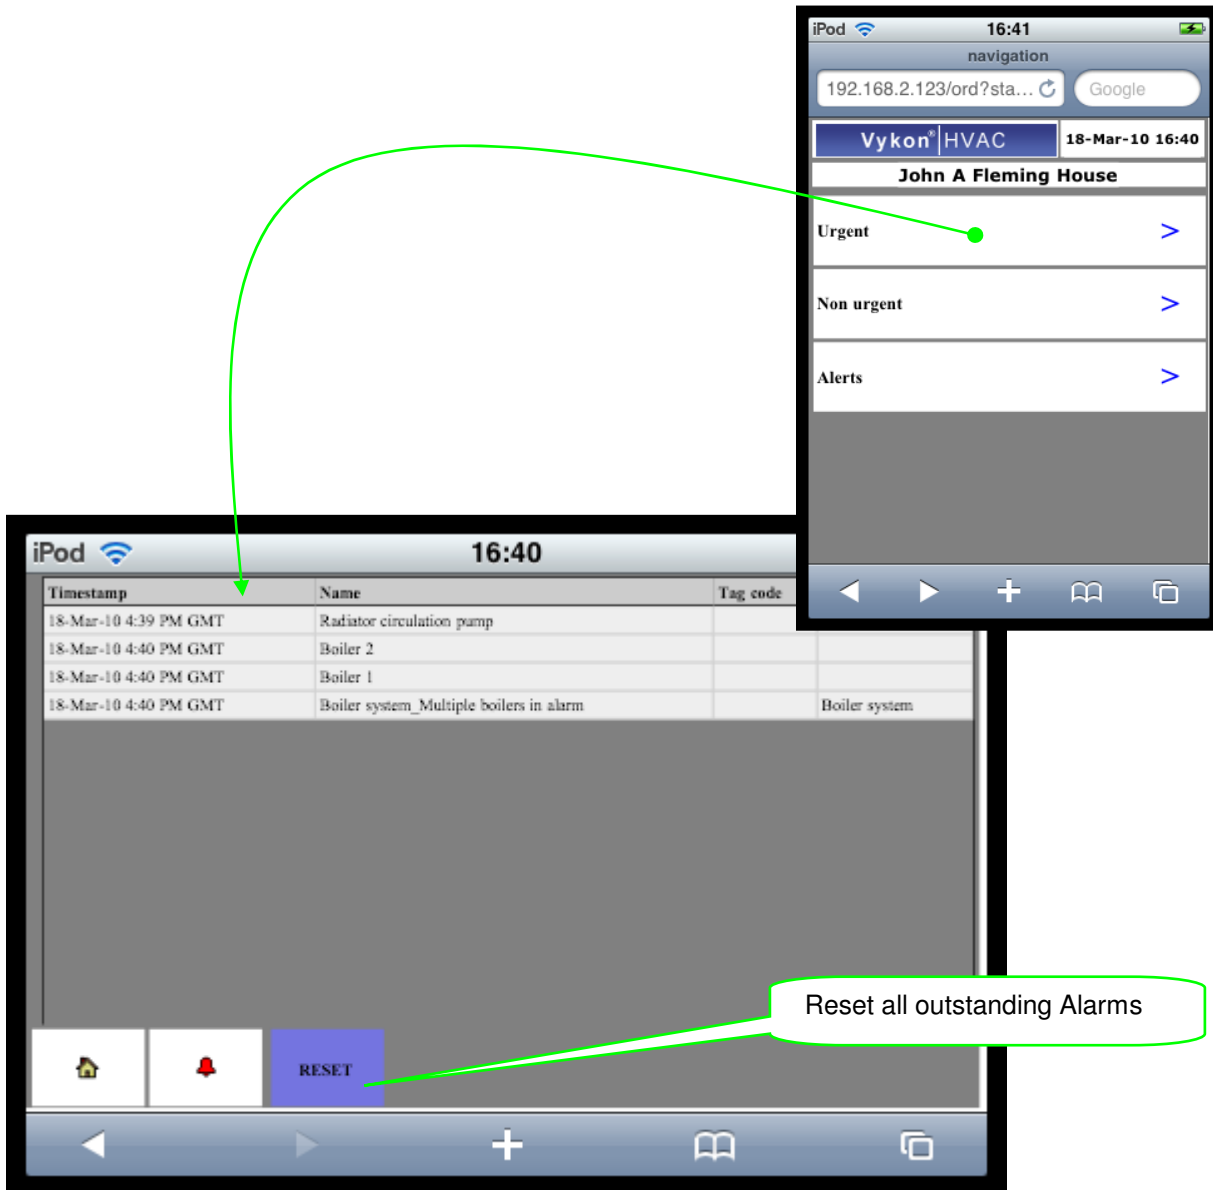 iPod 16:41
navigation
192.168.2.123/ord?sta... Google
Vykon® HVAC 18-Mar-10 16:40
John A Fleming House
Urgent >
Non urgent >
Alerts >
iPod 16:40
Timestamp Name Tag code
18-Mar-10 4:39 PM GMT Radiator circulation pump
18-Mar-10 4:40 PM GMT Boiler 2
18-Mar-10 4:40 PM GMT Boiler 1
18-Mar-10 4:40 PM GMT Boiler system_Multiple boilers in alarm Boiler system
Reset all outstanding Alarms
RESET